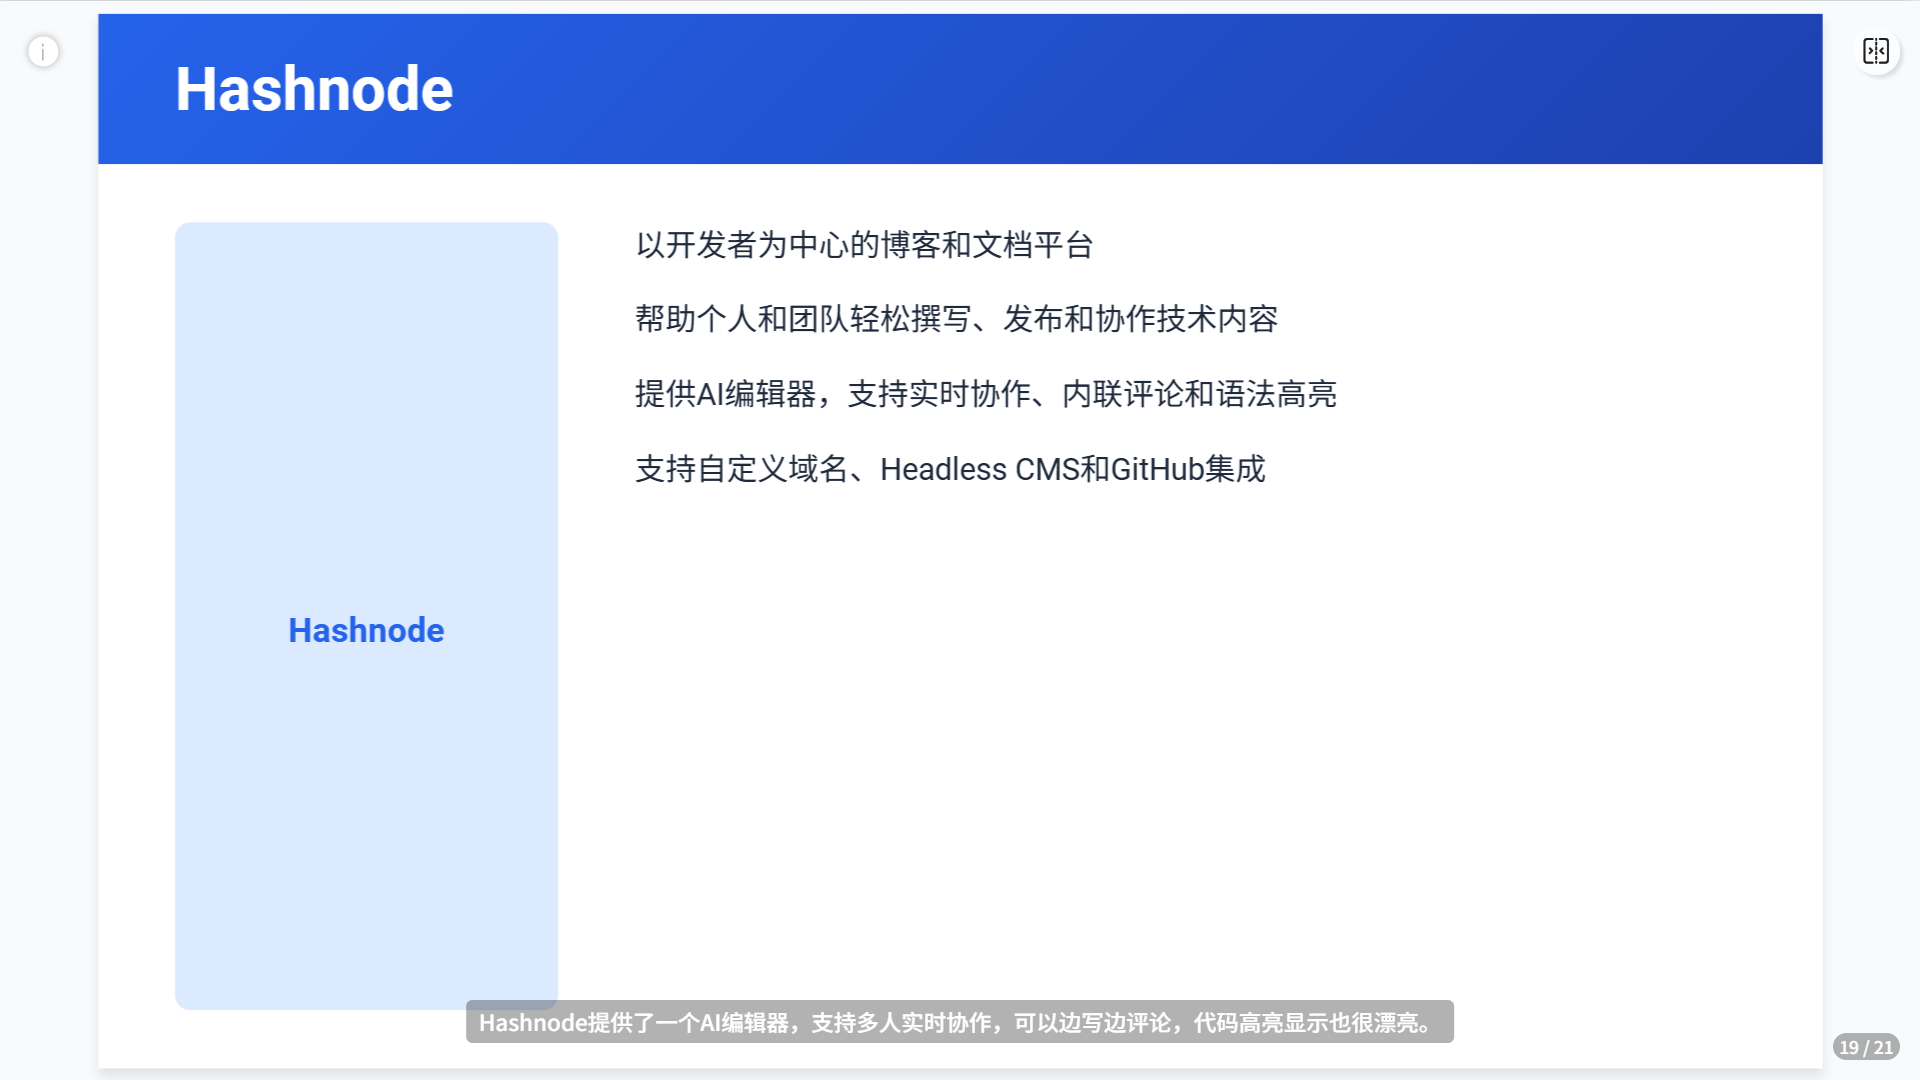 Hashnode
Hashnode
以开发者为中心的博客和文档平台
帮助个人和团队轻松撰写、发布和协作技术内容
提供AI编辑器，支持实时协作、内联评论和语法高亮
支持自定义域名、Headless CMS和GitHub集成
Hashnode提供了一个AI编辑器，支持多人实时协作，可以边写边评论，代码高亮显示也很漂亮。
19 / 21